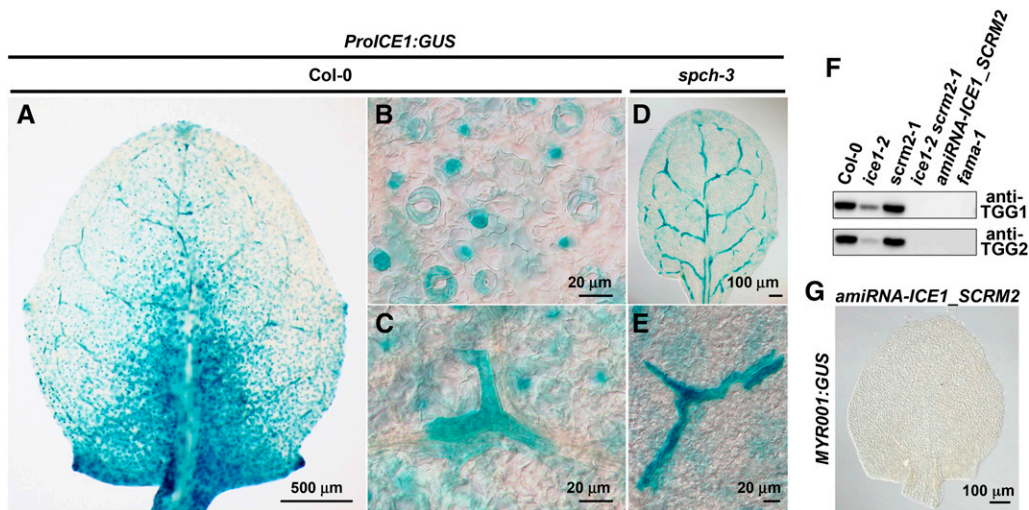 ProICE1:GUS
Col-0
spch-3
A
B
C
D
E
500 µm
20 µm
20 µm
100 µm
20 µm
F
Col-0
ice1-2
scrm2-1
ice1-2 scrm2-1
amiRNA-ICE1_SCRM2
fama-1
anti-
TGG1
anti-
TGG2
G
amiRNA-ICE1_SCRM2
MYR001:GUS
100 µm